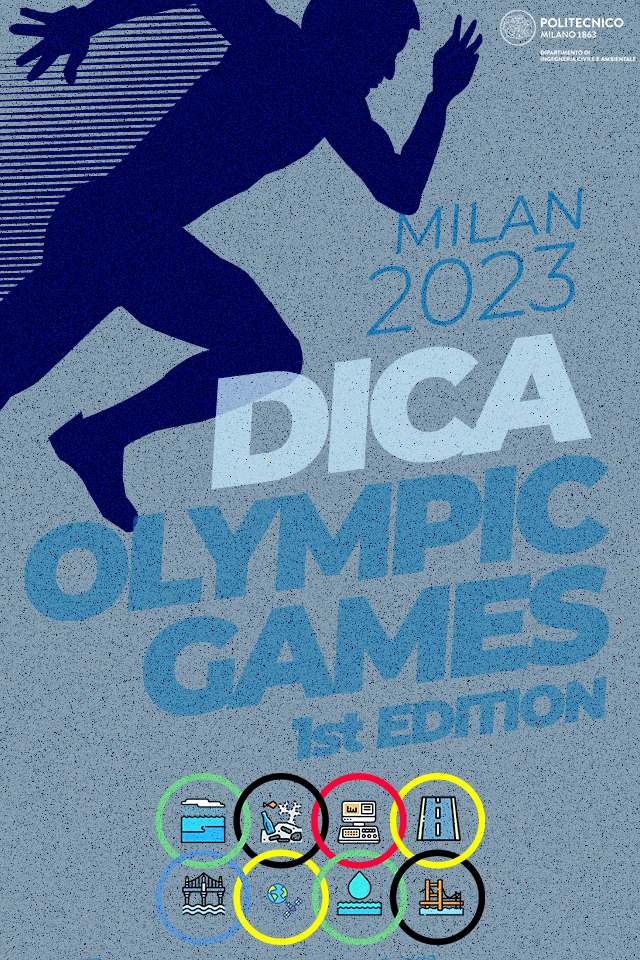 POLITECNICO
MILANO 1863
DIPARTIMENTO DI
INGEGNERIA CIVILE E AMBIENTALE
MILAN
2023
DICA
OLYMPIC
GAMES
1st EDITION